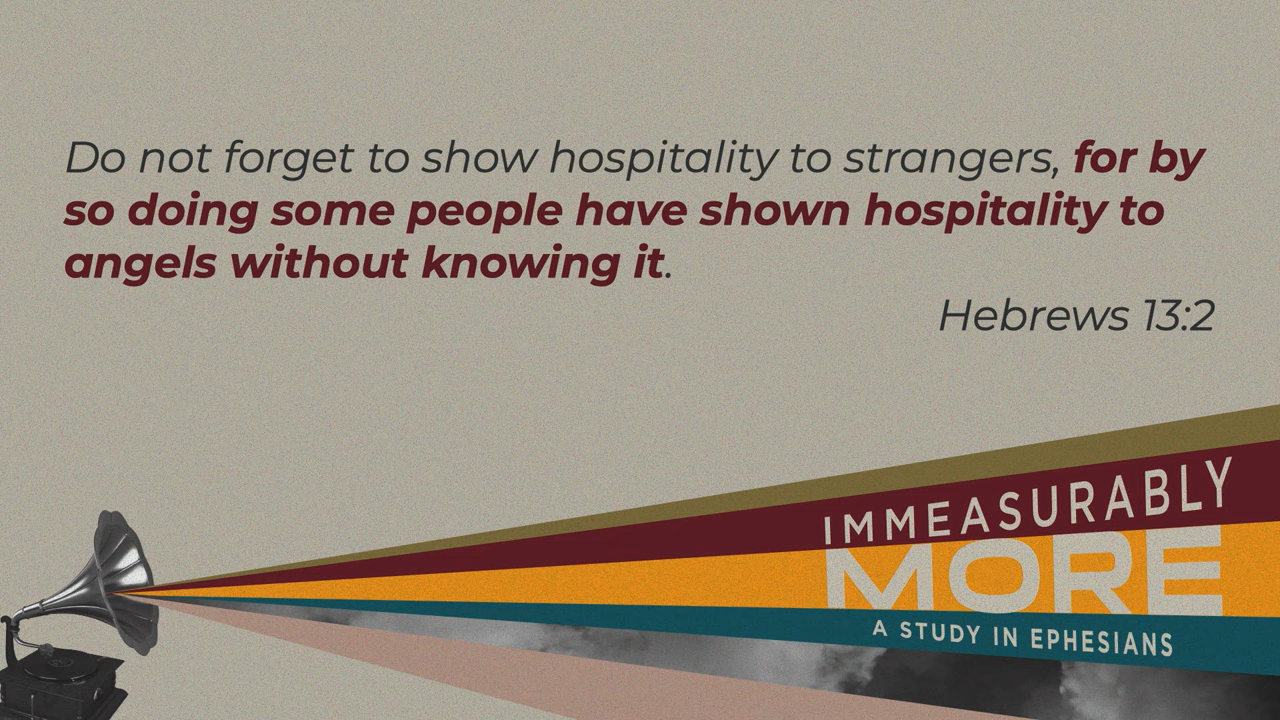 Do not forget to show hospitality to strangers, for by
so doing some people have shown hospitality to
angels without knowing it.
Hebrews 13:2
IMMEASURABLY
MORE
A STUDY IN EPHESIANS